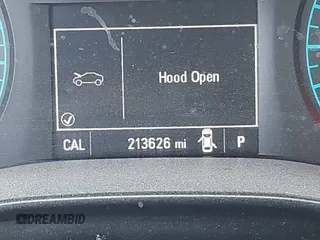 Hood Open
CAL 213626 mi P
DREAMBID